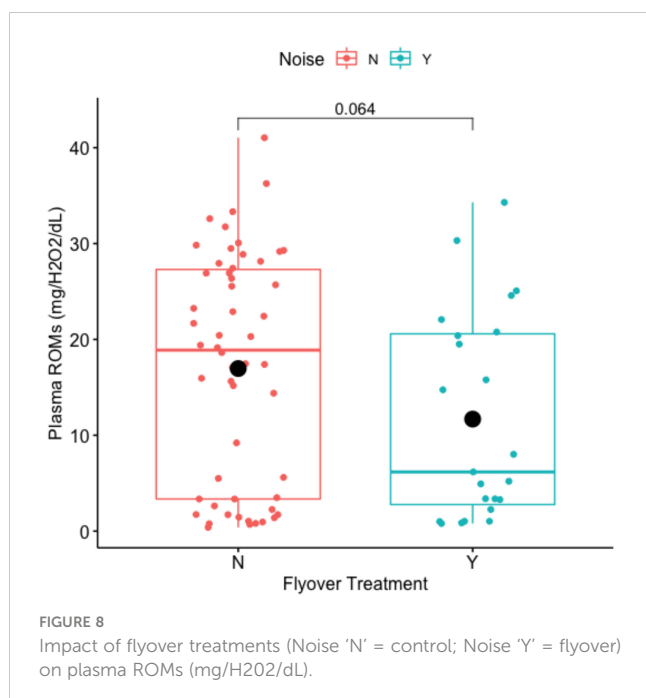 Noise N Y
0.064
40
30
20
10
0
Plasma ROMs (mg/H2O2/dL)
N Y
Flyover Treatment
FIGURE 8
Impact of flyover treatments (Noise ‘N’ = control; Noise ‘Y’ = flyover)
on plasma ROMs (mg/H202/dL).